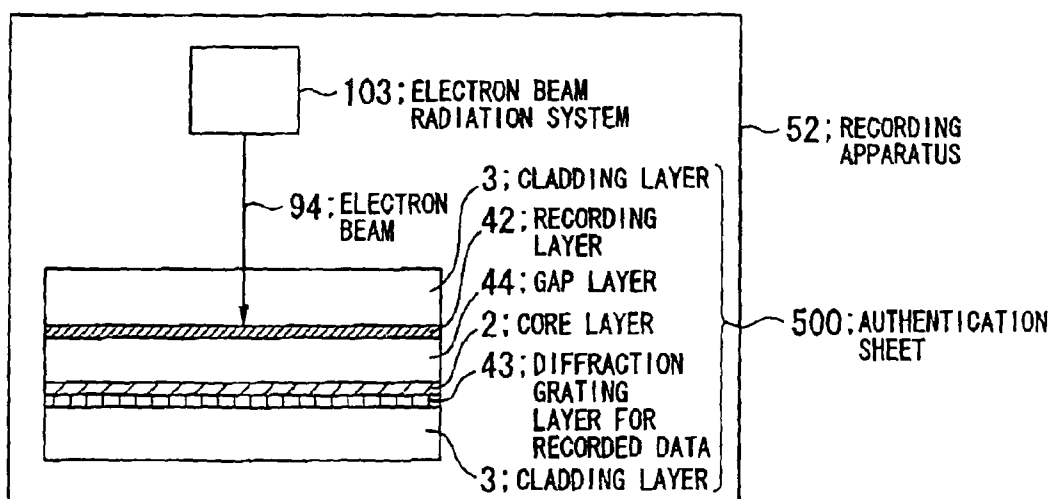 103; ELECTRON BEAM
RADIATION SYSTEM
52; RECORDING
APPARATUS
3; CLADDING LAYER
94; ELECTRON
BEAM
42; RECORDING
LAYER
44; GAP LAYER
2; CORE LAYER
500; AUTHENTICATION
SHEET
43; DIFFRACTION
GRATING
LAYER FOR
RECORDED DATA
3; CLADDING LAYER